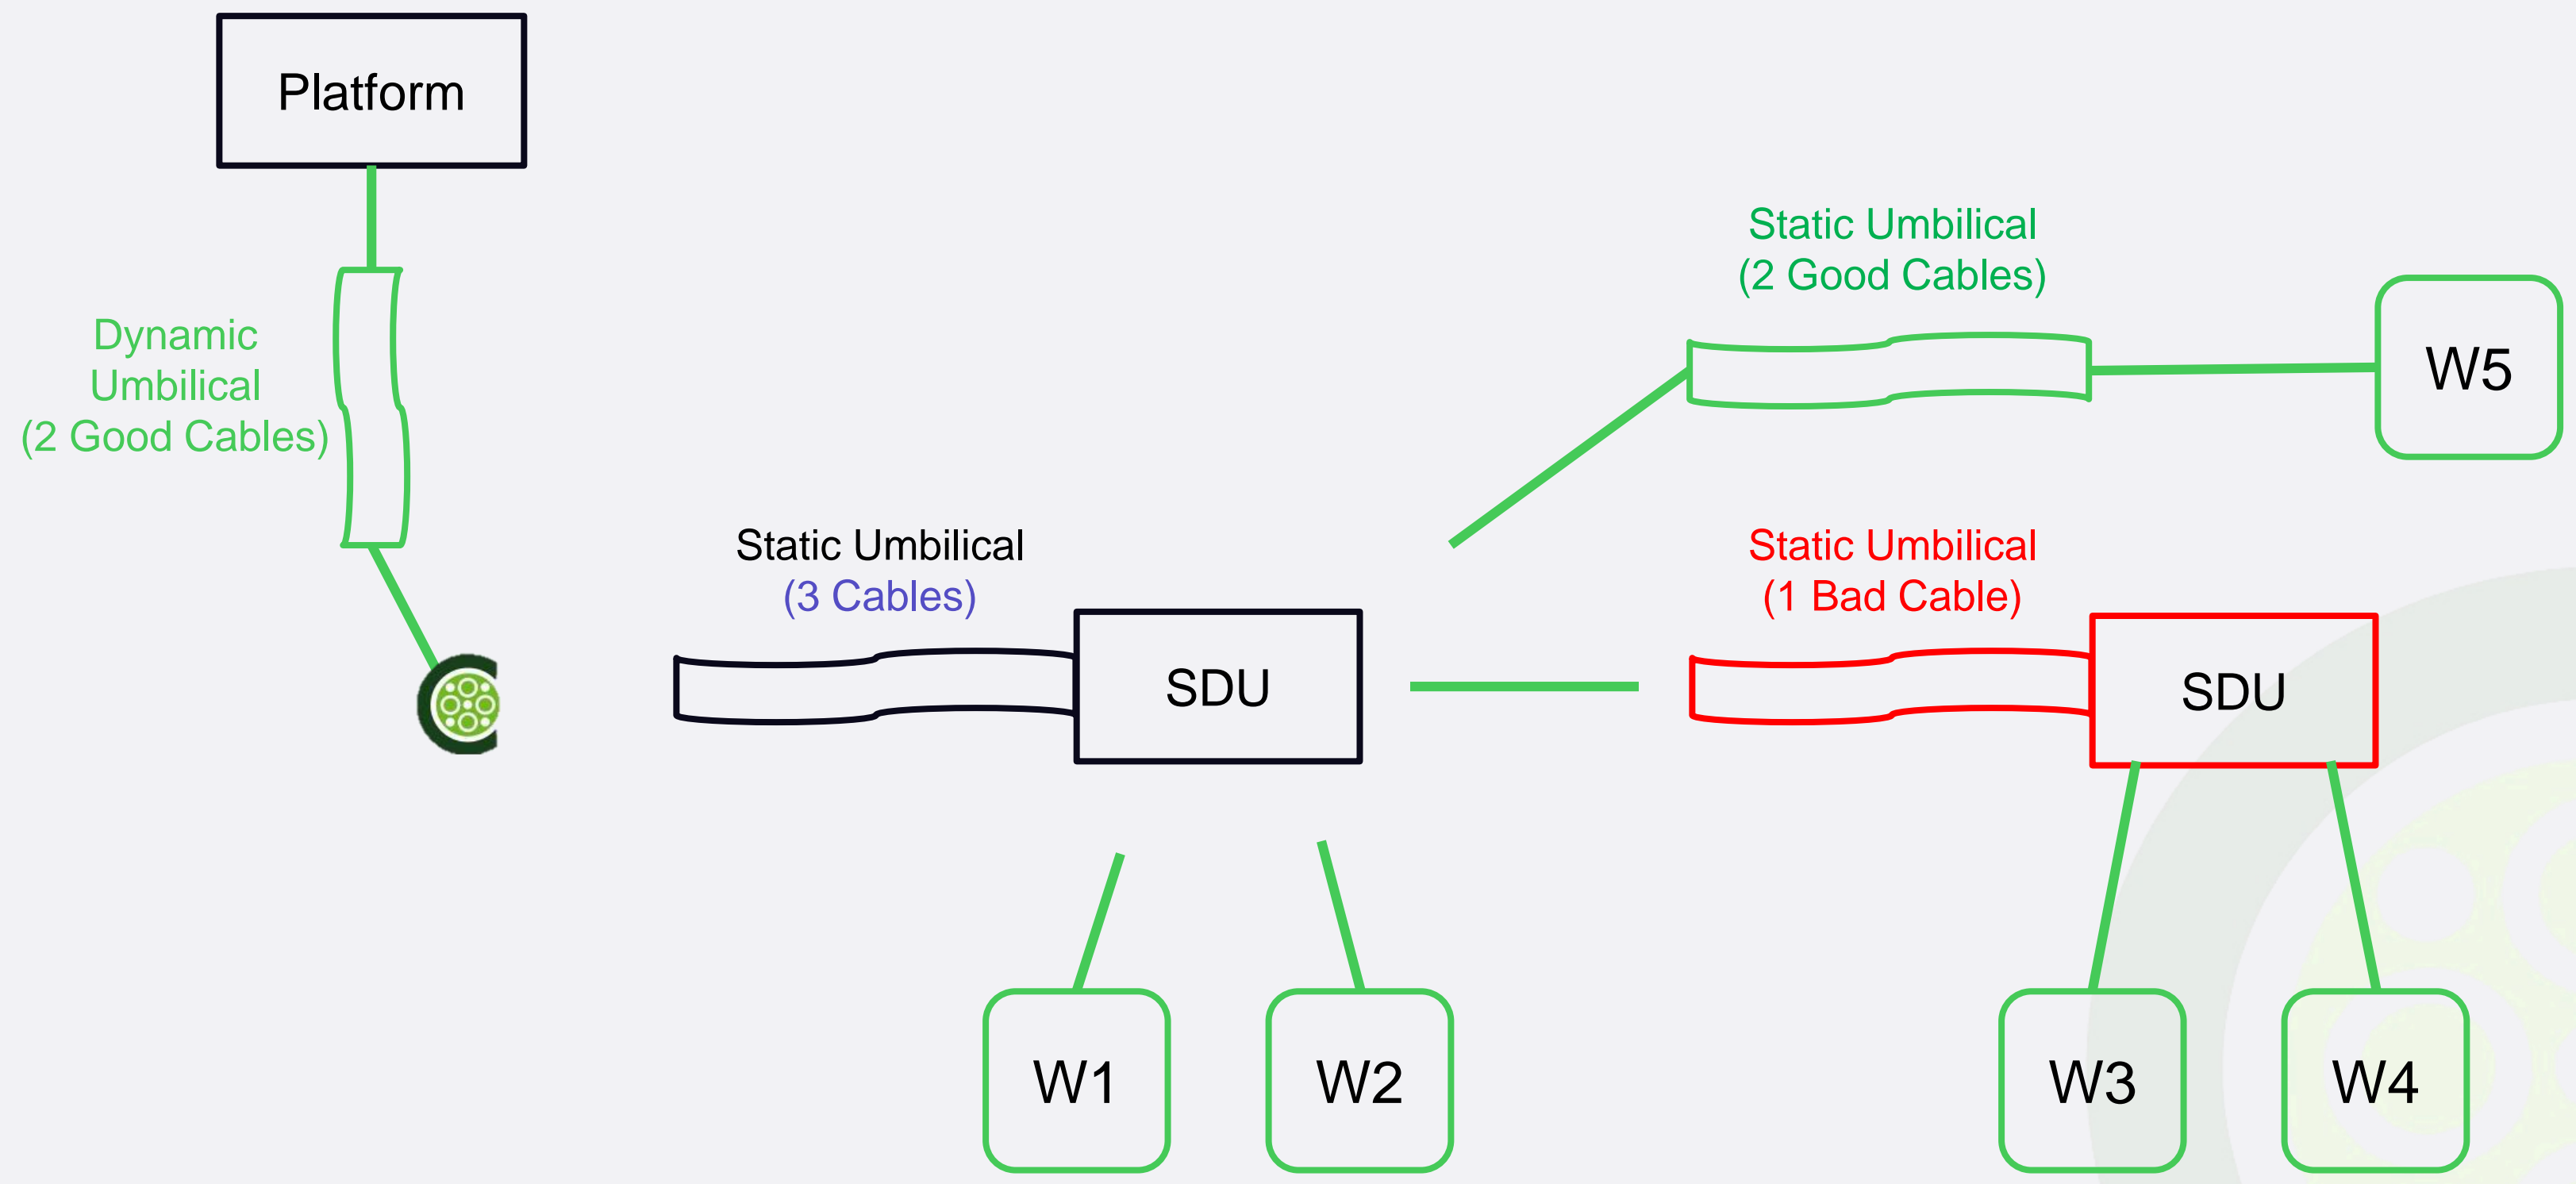 Platform
Dynamic
Umbilical
(2 Good Cables)
Static Umbilical
(2 Good Cables)
W5
Static Umbilical
(3 Cables)
SDU
Static Umbilical
(1 Bad Cable)
SDU
W1
W2
W3
W4